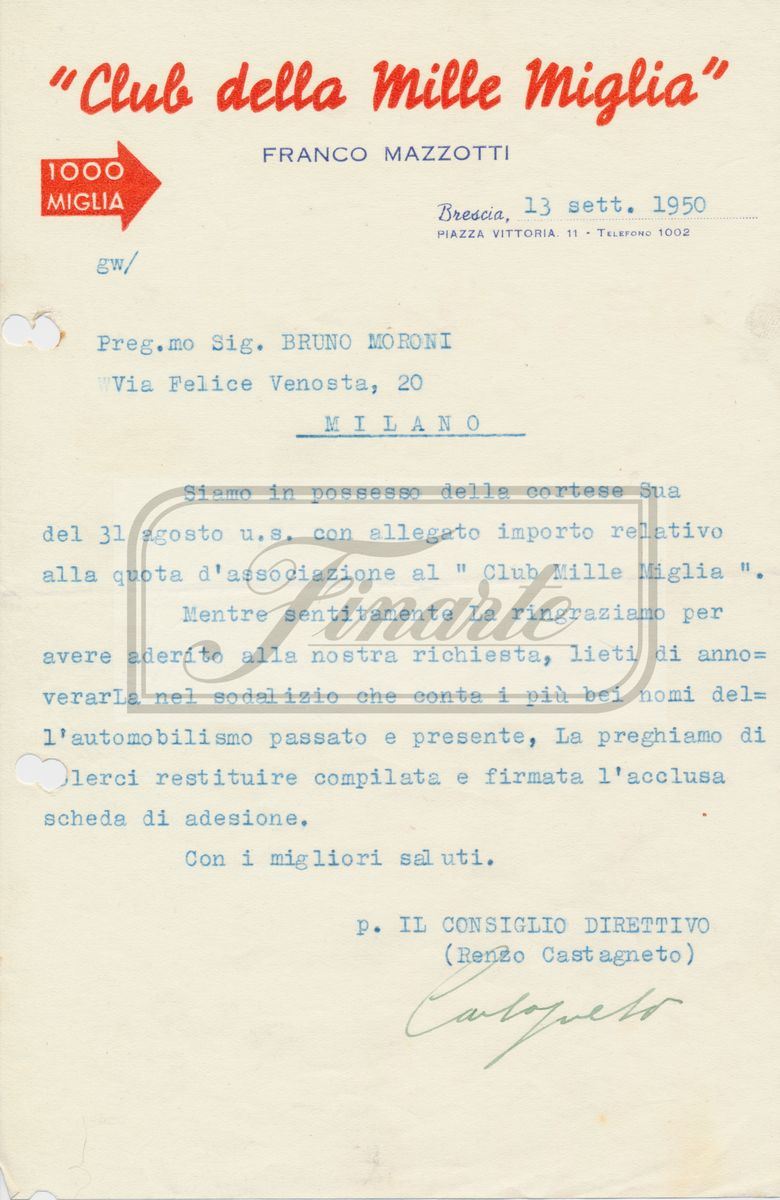 "Club della Mille Miglia"
FRANCO MAZZOTTI
1000
MIGLIA
Brescia, 13 sett. 1950
PIAZZA VITTORIA. 11 - TELEFONO 1002
gw/
Preg.mo Sig. BRUNO MORONI
Via Felice Venosta, 20
MILANO
Siamo in possesso della cortese Sua
del 31 agosto u.s. con allegato importo relativo
alla quota d'associazione al " Club Mille Miglia ".
Finarte
Mentre sentitamente La ringraziamo per
avere aderito alla nostra richiesta, lieti di anno=
verarLa nel sodalizio che conta i più bei nomi del=
l'automobilismo passato e presente, La preghiamo di
lerci restituire compilata e firmata l'acclusa
scheda di adesione.
Con i migliori saluti.
p. IL CONSIGLIO DIRETTIVO
(Renzo Castagneto)
Castagneto